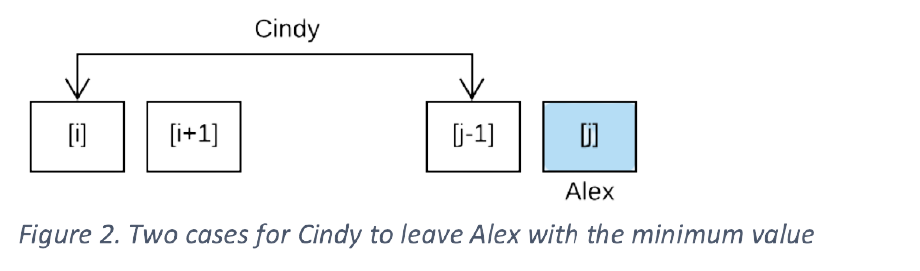 Cindy
[i] [i+1] [j-1] [j]
Alex
Figure 2. Two cases for Cindy to leave Alex with the minimum value